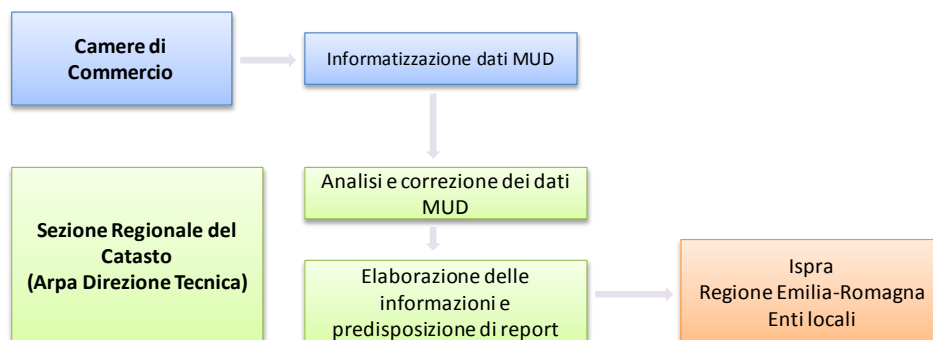 Camere di
Commercio
Informatizzazione dati MUD
Analisi e correzione dei dati
MUD
Sezione Regionale del
Catasto
(Arpa Direzione Tecnica)
Elaborazione delle
informazioni e
predisposizione di report
Ispra
Regione Emilia-Romagna
Enti locali